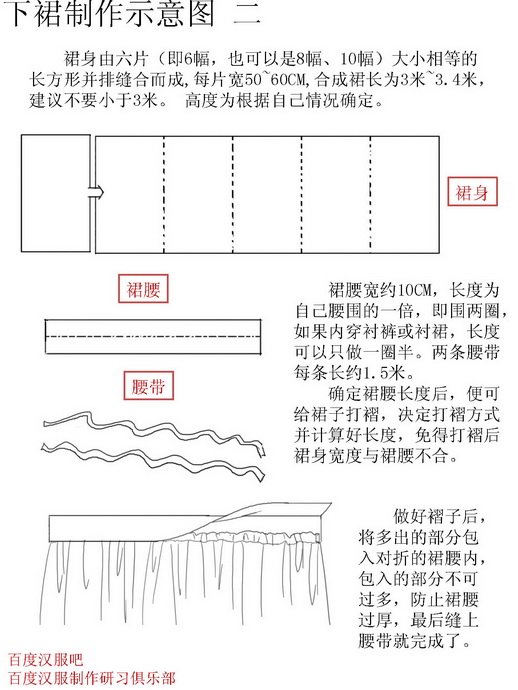 下裙制作示意图 二
裙身由六片（即6幅，也可以是8幅、10幅）大小相等的
长方形并排缝合而成,每片宽50~60CM,合成裙长为3米~3.4米，
建议不要小于3米。 高度为根据自己情况确定。
裙身
裙腰
裙腰宽约10CM，长度为
自己腰围的一倍，即围两圈，
如果内穿衬裤或衬裙，长度
可以只做一圈半。两条腰带
每条长约1.5米。
腰带
确定裙腰长度后，便可
给裙子打褶，决定打褶方式
并计算好长度，免得打褶后
裙身宽度与裙腰不合。
做好褶子后，
将多出的部分包
入对折的裙腰内，
包入的部分不可
过多，防止裙腰
过厚，最后缝上
腰带就完成了。
百度汉服吧
百度汉服制作研习俱乐部